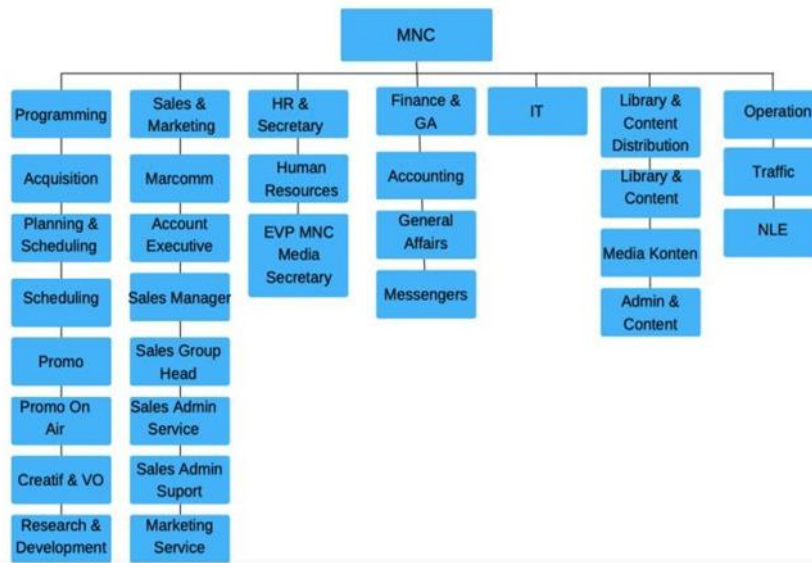 MNC
Programming
Acquisition
Planning &
Scheduling
Scheduling
Promo
Promo On
Air
Creatif & VO
Research &
Development
Sales &
Marketing
Marcomm
Account
Executive
Sales Manager
Sales Group
Head
Sales Admin
Service
Sales Admin
Suport
Marketing
Service
HR &
Secretary
Human
Resources
EVP MNC
Media
Secretary
Finance &
GA
Accounting
General
Affairs
Messengers
IT
Library &
Content
Distribution
Library &
Content
Media Konten
Admin &
Content
Operation
Traffic
NLE